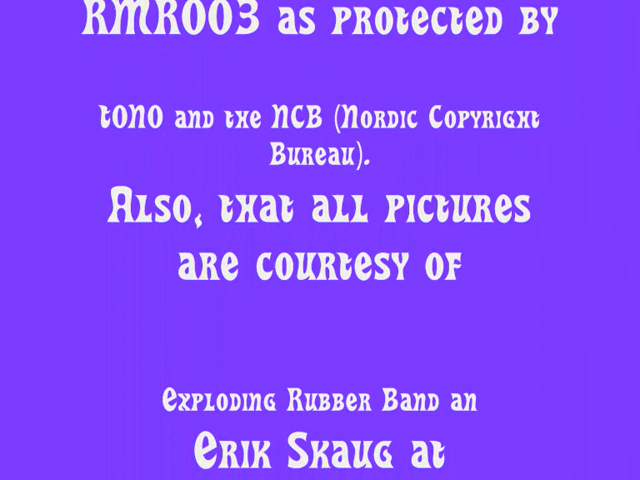 RMR003 as protected by
tONO and the NCB (Nordic Copyright
Bureau).
Also, that all pictures
are courtesy of
Exploding Rubber Band an
Erik Skaug at